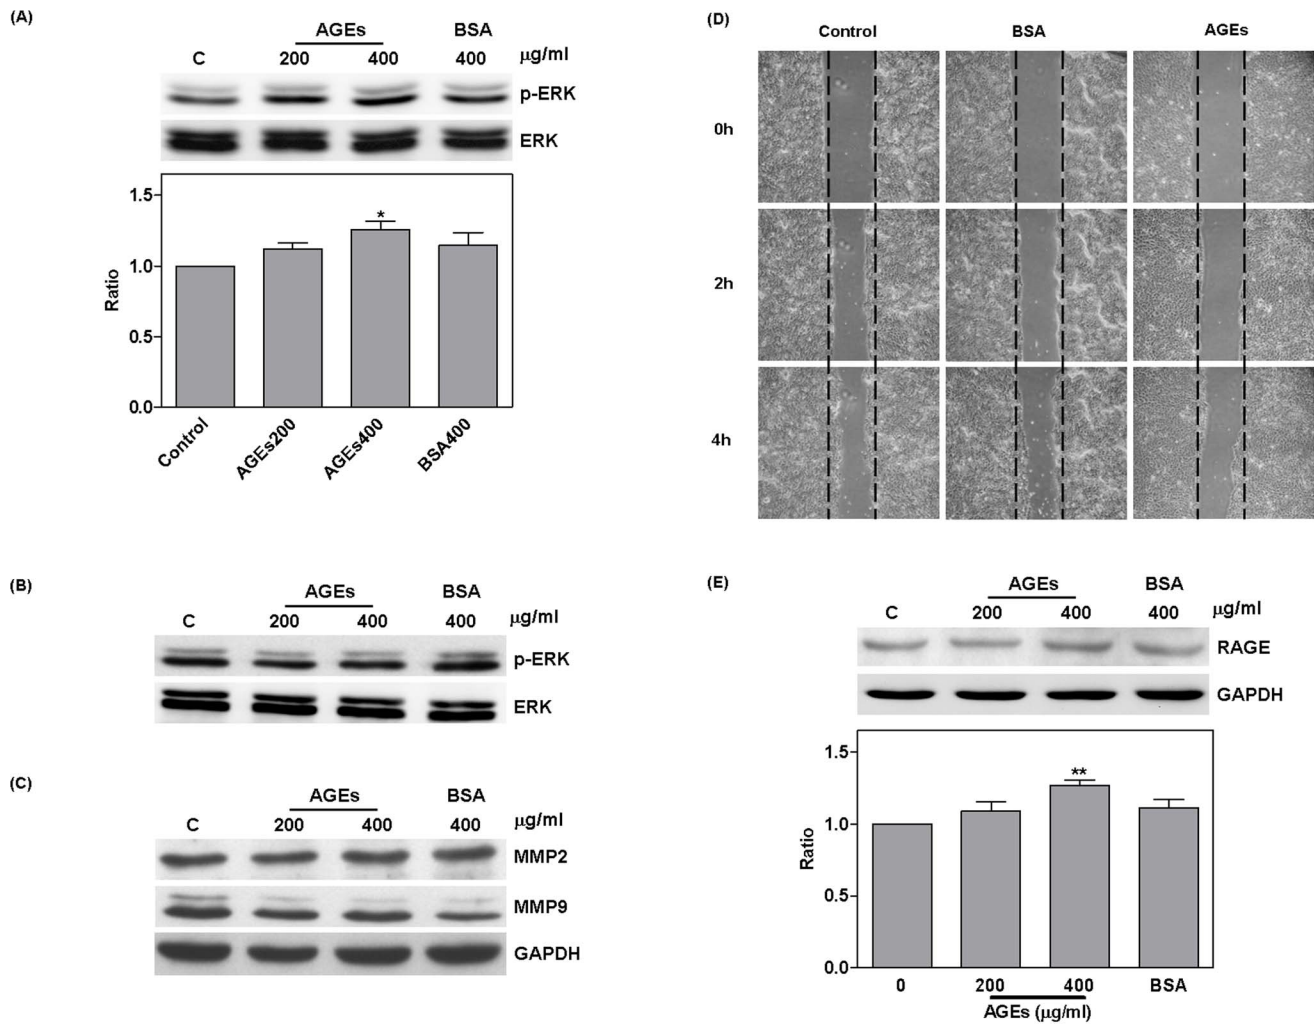 (A)
AGEs BSA
C 200 400 400 μg/ml
p-ERK
ERK
1.5
*
1.0
Ratio
0.5
0.0
Control AGEs200 AGEs400 BSA400
(B)
AGEs BSA
C 200 400 400 μg/ml
p-ERK
ERK
(C)
AGEs BSA
C 200 400 400 μg/ml
MMP2
MMP9
GAPDH
(D)
Control BSA AGEs
0h
2h
4h
(E)
AGEs BSA
C 200 400 400 μg/ml
RAGE
GAPDH
1.5
**
1.0
Ratio
0.5
0.0
0 200 400 BSA
AGEs (μg/ml)